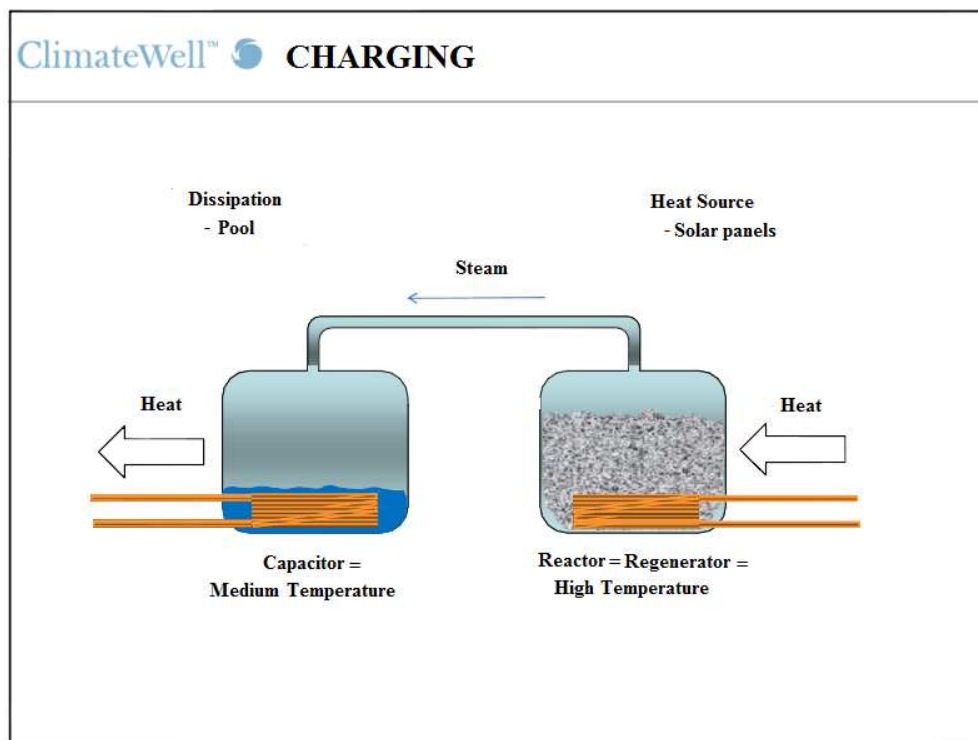 ClimateWell™ CHARGING
Dissipation
- Pool
Heat Source
- Solar panels
Steam
Heat
Heat
Capacitor =
Medium Temperature
Reactor = Regenerator =
High Temperature